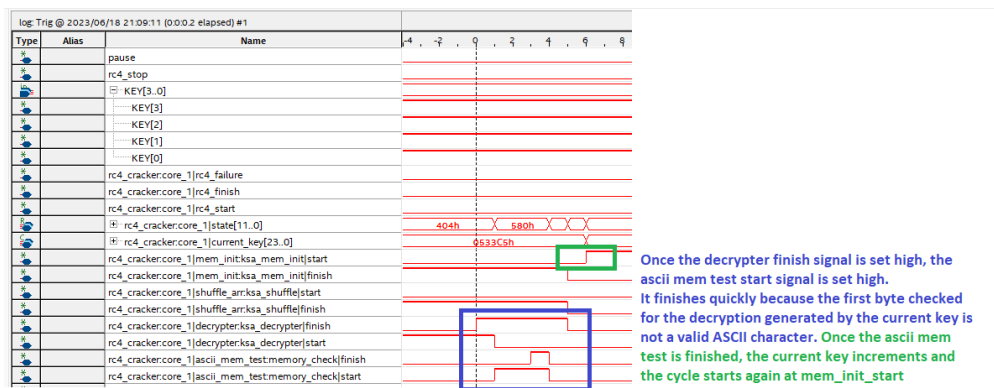 log: Trig @ 2023/06/18 21:09:11 (0:0:0.2 elapsed) #1
Type Alias Name -4 -2 0 2 4 6 8
pause
rc4_stop
KEY[3..0]
KEY[3]
KEY[2]
KEY[1]
KEY[0]
rc4_cracker:core_1|rc4_failure
rc4_cracker:core_1|rc4_finish
rc4_cracker:core_1|rc4_start
rc4_cracker:core_1|state[11..0] 404h 580h
rc4_cracker:core_1|current_key[23..0] 0533C5h
rc4_cracker:core_1|mem_init:ksa_mem_init|start
rc4_cracker:core_1|mem_init:ksa_mem_init|finish
rc4_cracker:core_1|shuffle_arr:ksa_shuffle|start
rc4_cracker:core_1|shuffle_arr:ksa_shuffle|finish
rc4_cracker:core_1|decrypter:ksa_decrypter|finish
rc4_cracker:core_1|decrypter:ksa_decrypter|start
rc4_cracker:core_1|ascii_mem_test:memory_check|finish
rc4_cracker:core_1|ascii_mem_test:memory_check|start
Once the decrypter finish signal is set high, the
ascii mem test start signal is set high.
It finishes quickly because the first byte checked
for the decryption generated by the current key is
not a valid ASCII character. Once the ascii mem
test is finished, the current key increments and
the cycle starts again at mem_init_start